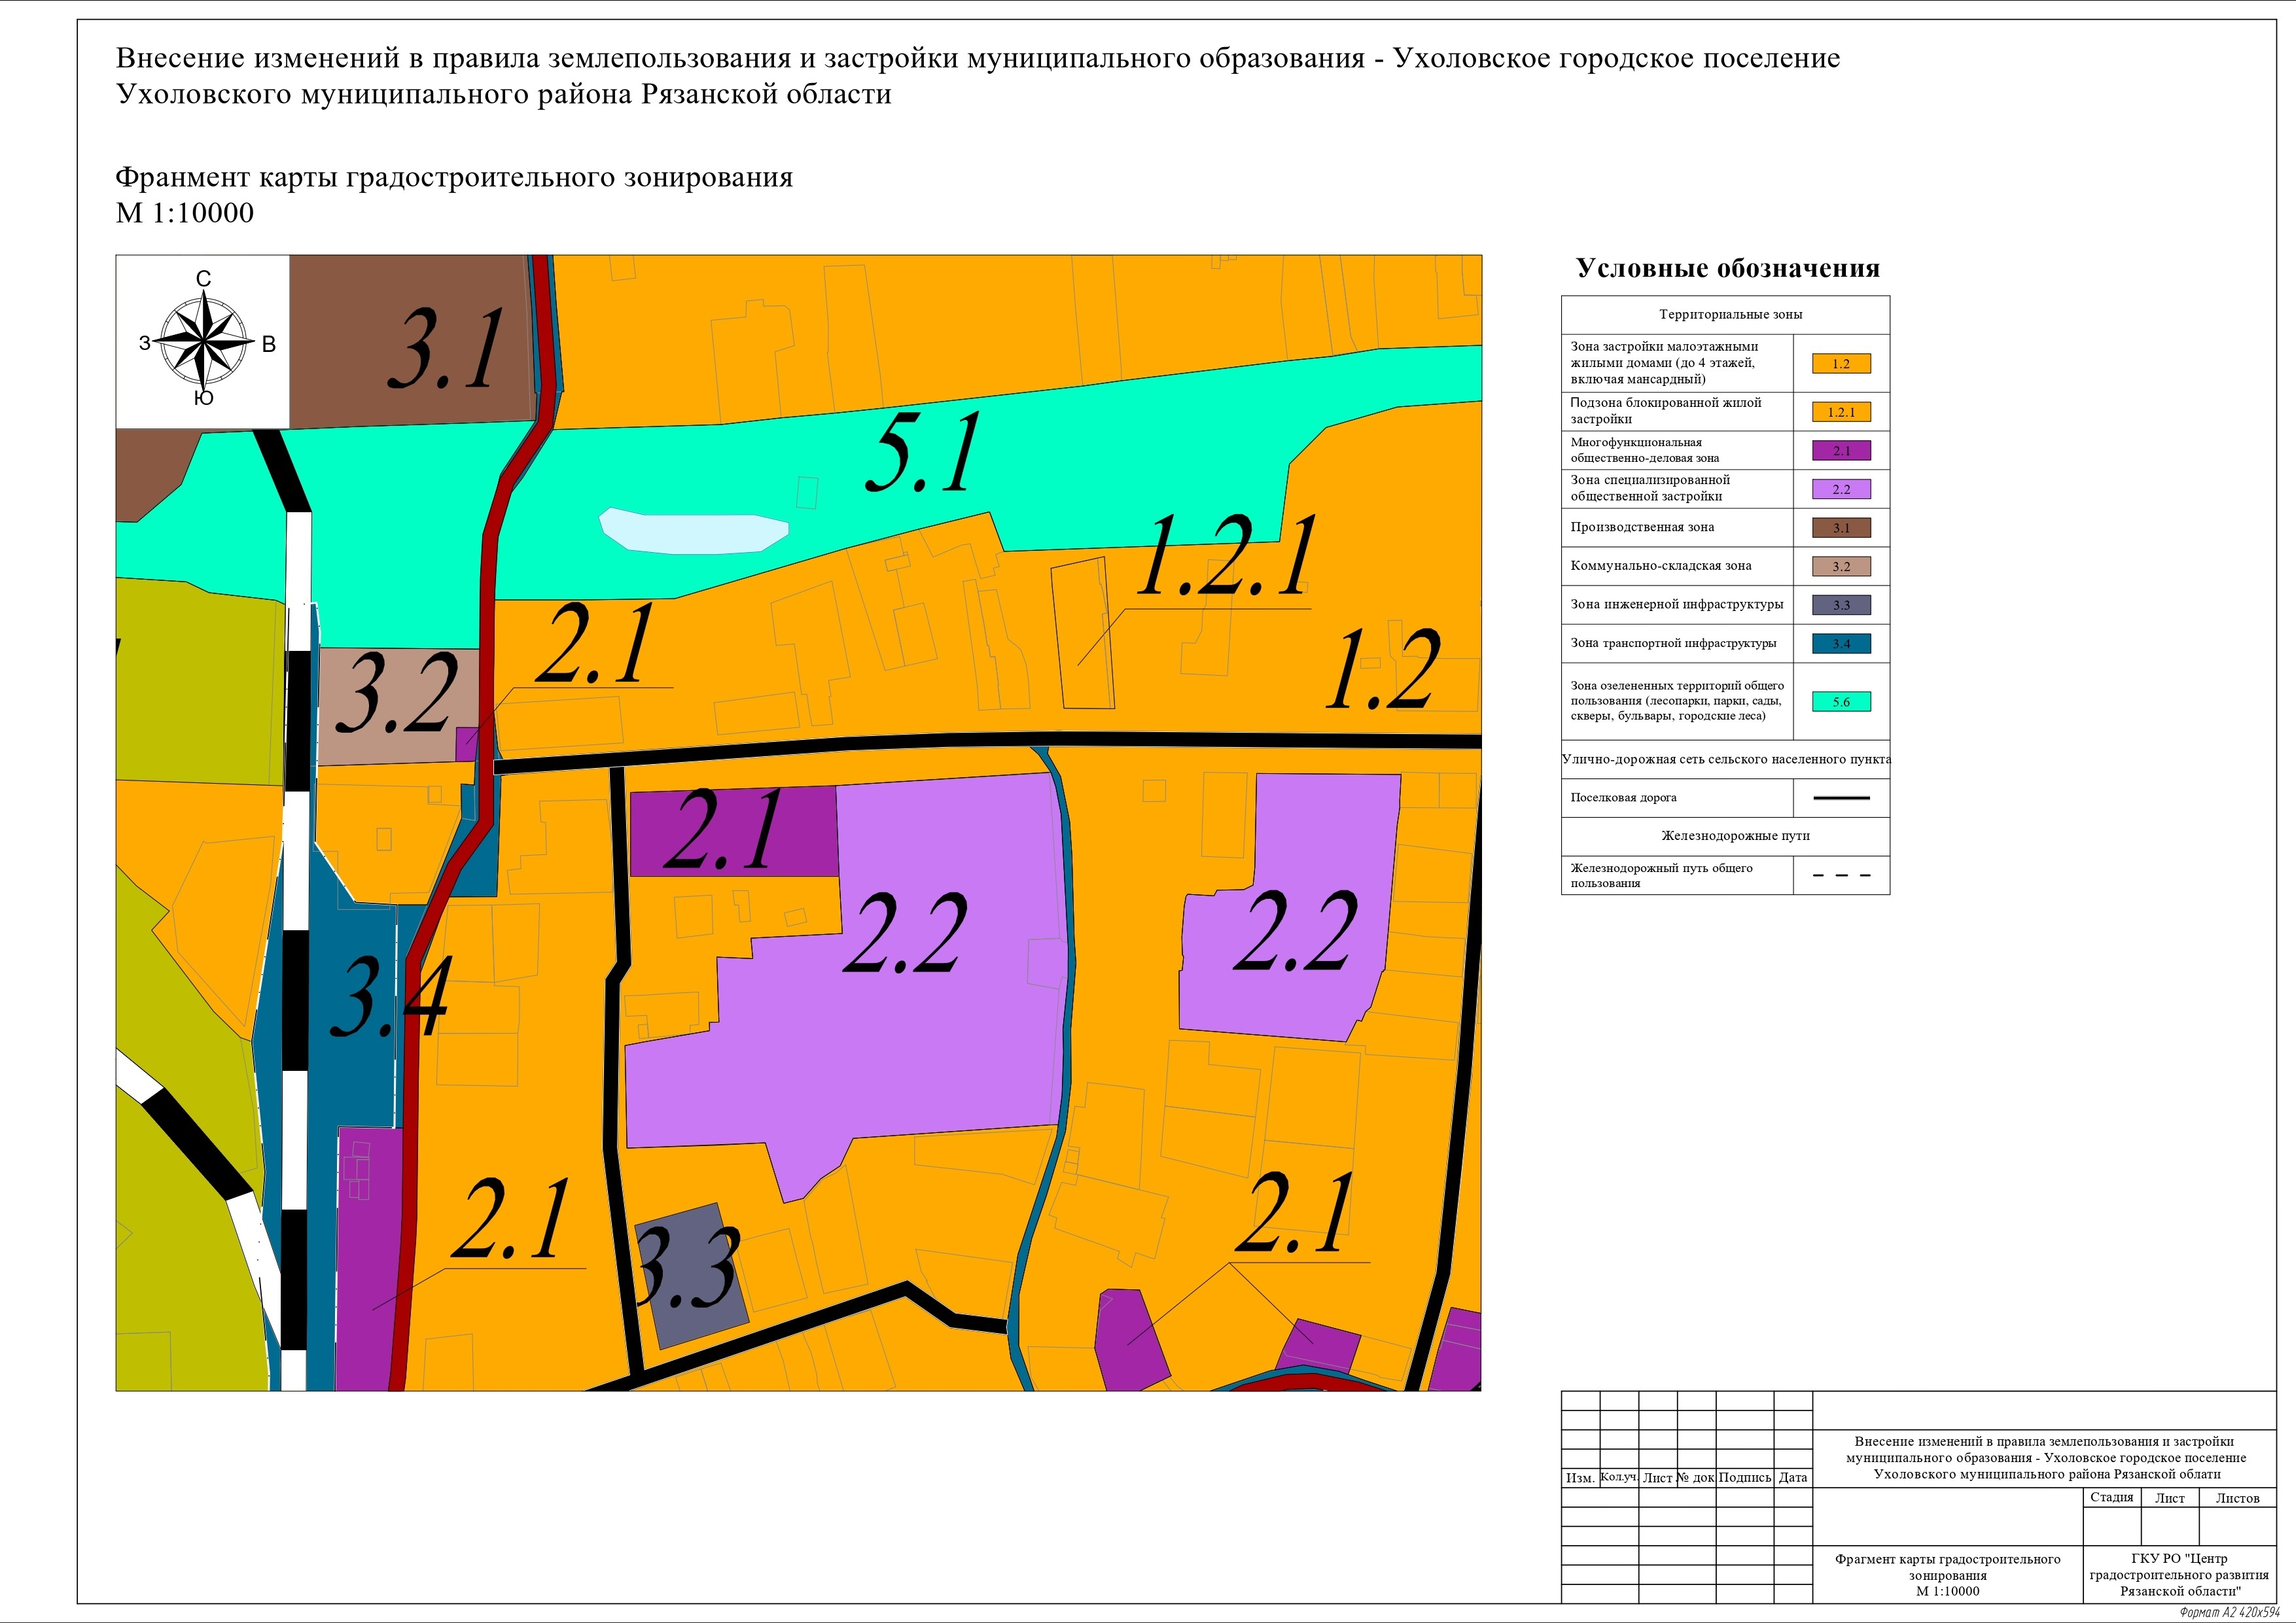 Внесение изменений в правила землепользования и застройки муниципального образования - Ухоловское городское поселение
Ухоловского муниципального района Рязанской области
Франмент карты градостроительного зонирования
М 1:10000
С
З
В
Ю
3.1
5.1
1.2.1
2.1
3.2
1.2
2.1
2.2
2.2
3.4
2.1
2.1
3.3
Условные обозначения
Территориальные зоны
Зона застройки малоэтажными
жилыми домами (до 4 этажей,
включая мансардный)
1.2
Подзона блокированной жилой
застройки
1.2.1
Многофункциональная
общественно-деловая зона
2.1
Зона специализированной
общественной застройки
2.2
Производственная зона
3.1
Коммунально-складская зона
3.2
Зона инженерной инфраструктуры
3.3
Зона транспортной инфраструктуры
3.4
Зона озелененных территорий общего
пользования (лесопарки, парки, сады,
скверы, бульвары, городские леса)
5.6
Улично-дорожная сеть сельского населенного пункта
Поселковая дорога
Железнодорожные пути
Железнодорожный путь общего
пользования
Изм. Кол.уч. Лист № док Подпись Дата
Внесение изменений в правила землепользования и застройки
муниципального образования - Ухоловское городское поселение
Ухоловского муниципального района Рязанской облати
Стадия Лист Листов
Фрагмент карты градостроительного
зонирования
М 1:10000
ГКУ РО "Центр
градостроительного развития
Рязанской области"
Формат А2 420x594